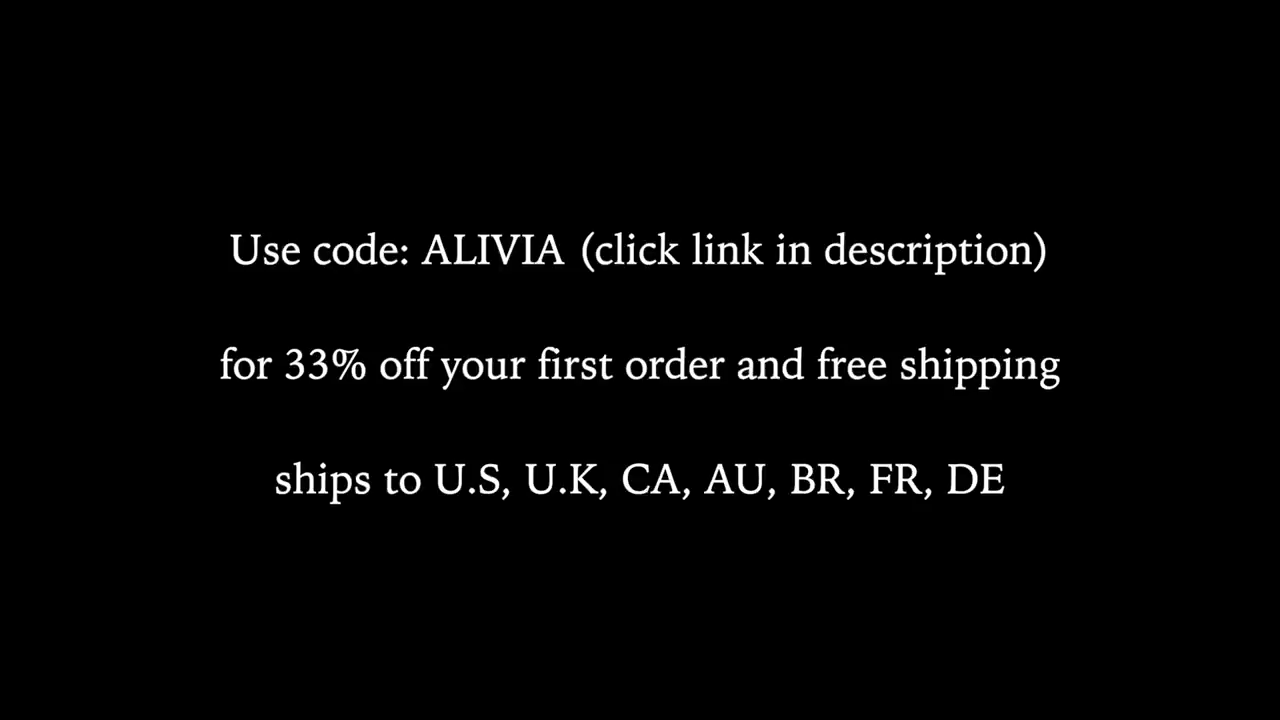 Use code: ALIVIA (click link in description)
for 33% off your first order and free shipping
ships to U.S, U.K, CA, AU, BR, FR, DE